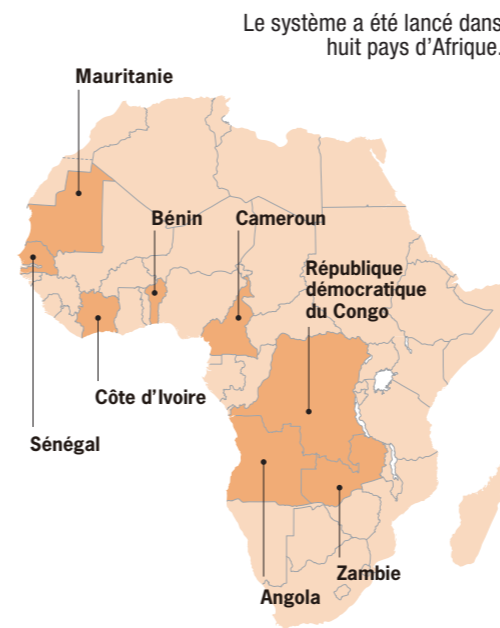 Le système a été lancé dans
huit pays d’Afrique.
Mauritanie
Bénin
Cameroun
République
démocratique
du Congo
Côte d’Ivoire
Sénégal
Zambie
Angola